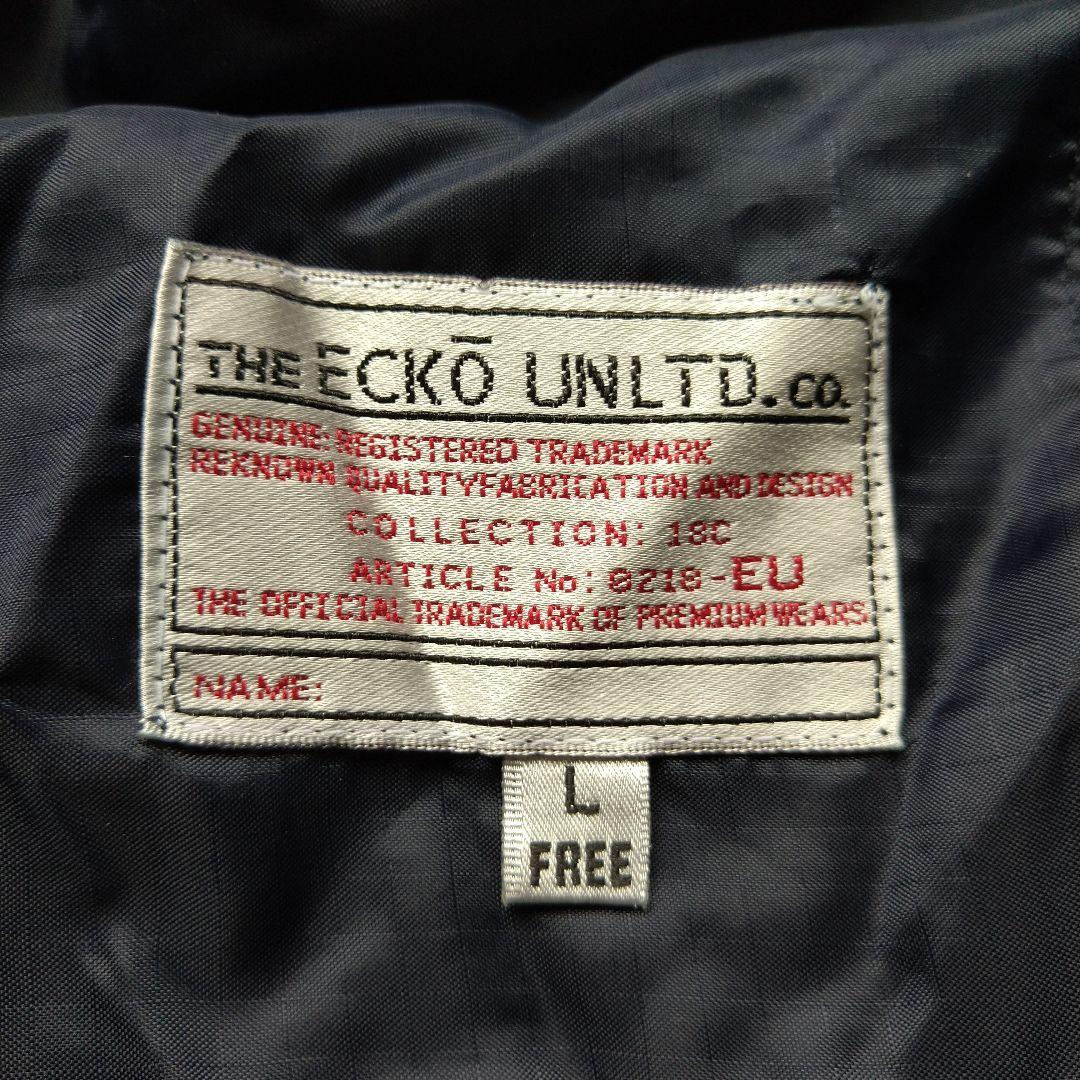 THE ECKŌ UNLTD.CO.
GENUINE: REGISTERED TRADEMARK
REKNOWN QUALITYFABRICATION AND DESIGN
COLLECTION: 18C
ARTICLE No: 0210-EU
THE OFFICIAL TRADEMARK OF PREMIUM WEARS
NAME:
L
FREE